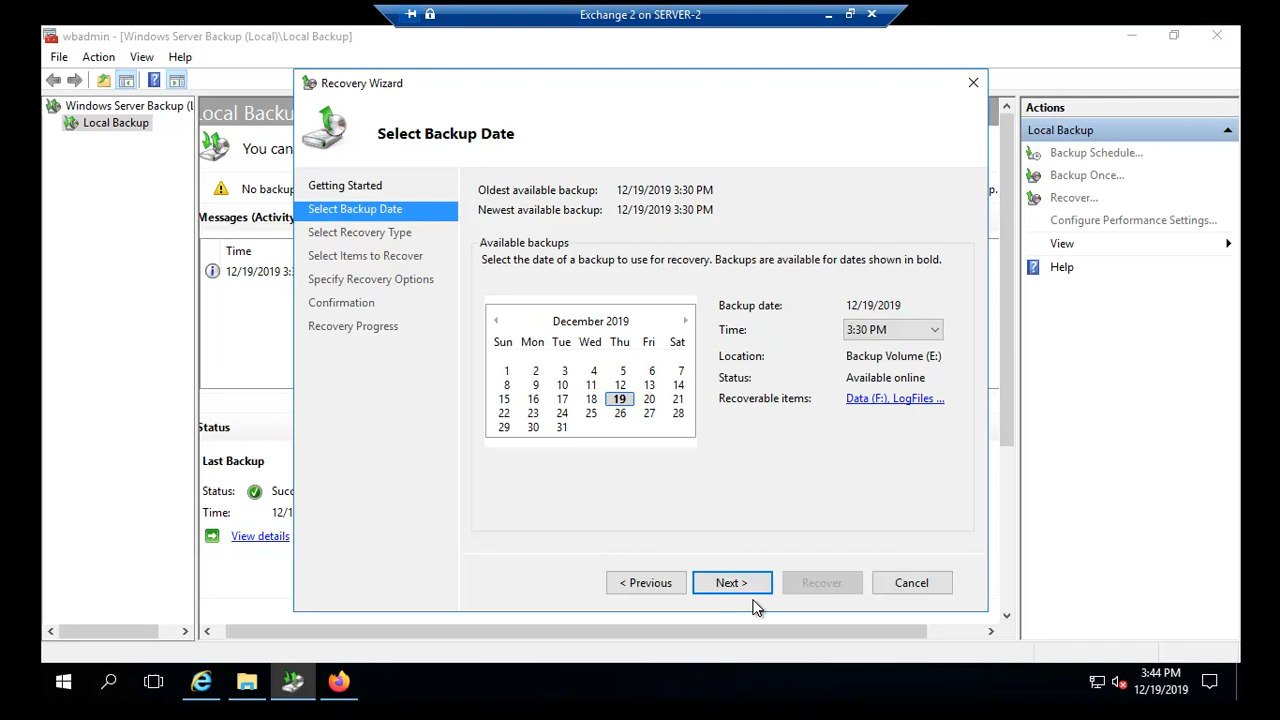 Exchange 2 on SERVER-2
wbadmin - [Windows Server Backup (Local)\Local Backup]
File Action View Help
Windows Server Backup (L
Local Backup
ocal Backup
You can
No backup
p.
Messages (Activity
Time
12/19/2019 3:3
Status
Last Backup
Status: Succ
Time: 12/1
View details
Recovery Wizard
Select Backup Date
Getting Started
Select Backup Date
Select Recovery Type
Select Items to Recover
Specify Recovery Options
Confirmation
Recovery Progress
Oldest available backup: 12/19/2019 3:30 PM
Newest available backup: 12/19/2019 3:30 PM
Available backups
Select the date of a backup to use for recovery. Backups are available for dates shown in bold.
December 2019
Sun Mon Tue Wed Thu Fri Sat
1 2 3 4 5 6 7
8 9 10 11 12 13 14
15 16 17 18 19 20 21
22 23 24 25 26 27 28
29 30 31
Backup date: 12/19/2019
Time: 3:30 PM
Location: Backup Volume (E:)
Status: Available online
Recoverable items: Data (F:), LogFiles ...
< Previous Next > Recover Cancel
Actions
Local Backup
Backup Schedule...
Backup Once...
Recover...
Configure Performance Settings...
View
Help
3:44 PM
12/19/2019